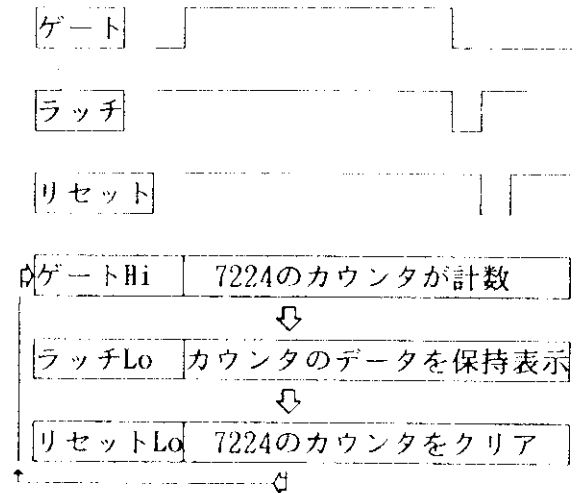 ゲート
ラッチ
リセット
ゲートHi 7224のカウンタが計数
ラッチLo カウンタのデータを保持表示
リセットLo 7224のカウンタをクリア